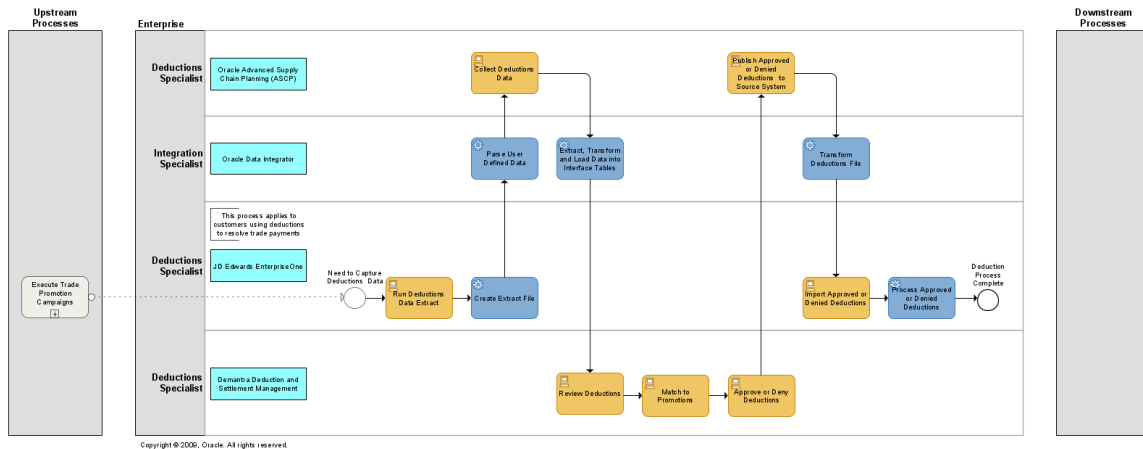 Upstream
Processes
Enterprise
Downstream
Processes
Deductions
Specialist
Oracle Advanced Supply
Chain Planning (ASCP)
Collect Deductions
Data
Publish Approved
or Denied
Deductions to
Source System
Integration
Specialist
Oracle Data Integrator
Parse User
Defined Data
Extract, Transform
and Load Data into
Interface Tables
Transform
Deductions File
This process applies to
customers using deductions
to resolve trade payments
Deductions
Specialist
JD Edwards EnterpriseOne
Execute Trade
Promotion
Campaigns
Need to Capture
Deductions Data
Run Deductions
Data Extract
Create Extract File
Import Approved or
Denied Deductions
Process Approved
or Denied
Deductions
Deduction
Process
Complete
Deductions
Specialist
Demantra Deduction and
Settlement Management
Review Deductions
Match to
Promotions
Approve or Deny
Deductions
Copyright © 2009, Oracle. All rights reserved.